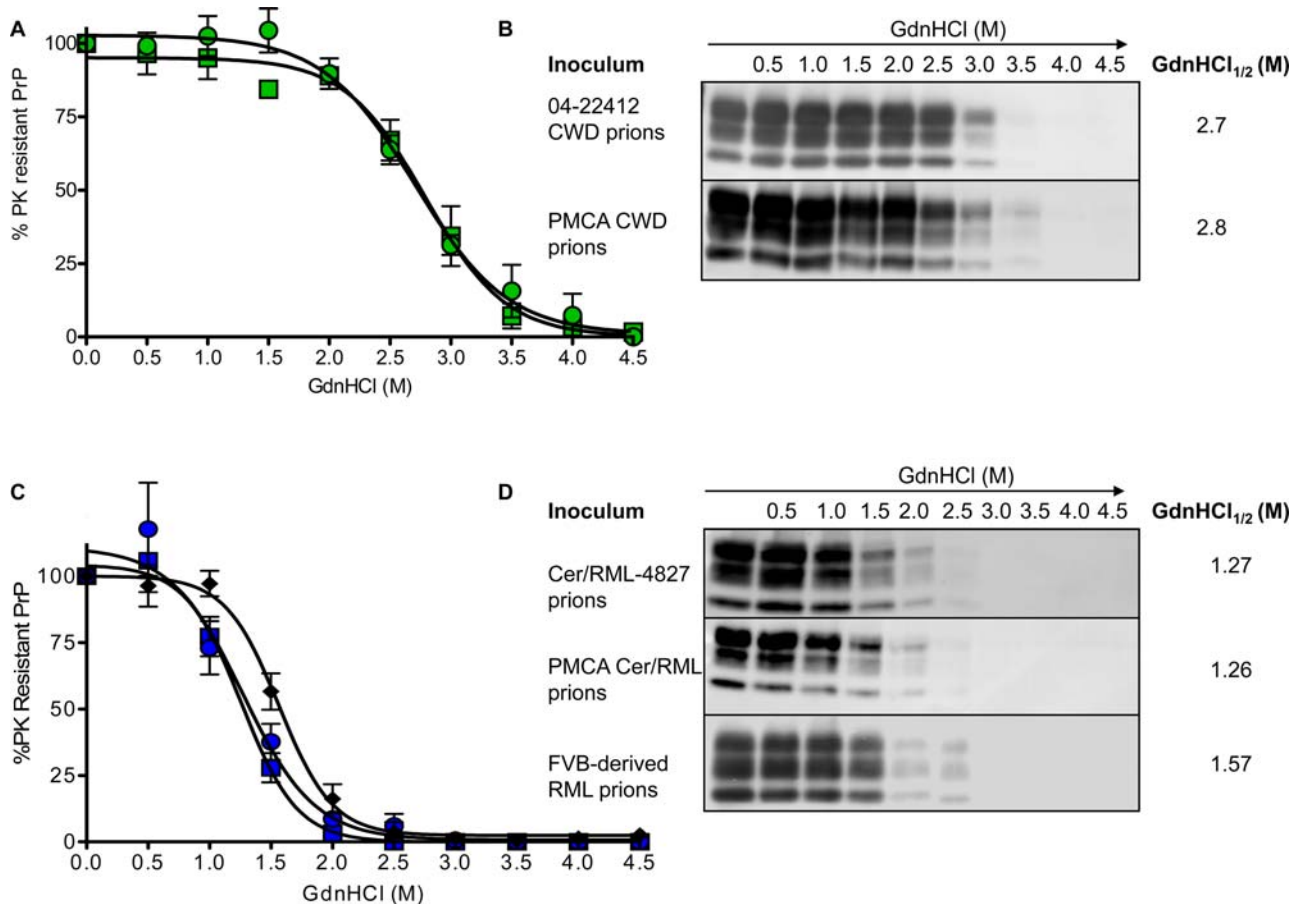 A
100
75
50
25
0
% PK resistant PrP
0.0 0.5 1.0 1.5 2.0 2.5 3.0 3.5 4.0 4.5
GdnHCl (M)
B
GdnHCl (M)
Inoculum
0.5 1.0 1.5 2.0 2.5 3.0 3.5 4.0 4.5
GdnHCl1/2 (M)
04-22412
CWD prions
2.7
PMCA CWD
prions
2.8
C
100
75
50
25
0
%PK Resistant PrP
0.0 0.5 1.0 1.5 2.0 2.5 3.0 3.5 4.0 4.5
GdnHCl (M)
D
GdnHCl (M)
Inoculum
0.5 1.0 1.5 2.0 2.5 3.0 3.5 4.0 4.5
GdnHCl1/2 (M)
Cer/RML-4827
prions
1.27
PMCA Cer/RML
prions
1.26
FVB-derived
RML prions
1.57